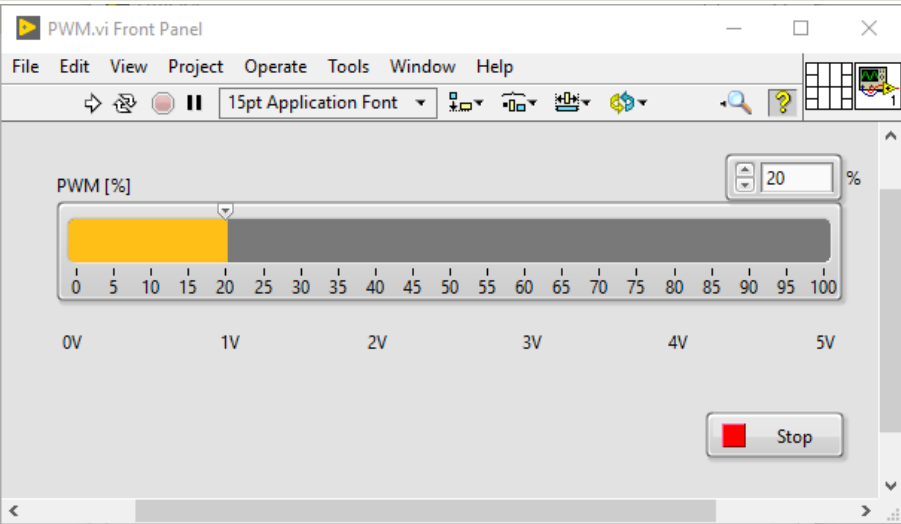 PWM.vi Front Panel
File Edit View Project Operate Tools Window Help
15pt Application Font
1
20 %
PWM [%]
0 5 10 15 20 25 30 35 40 45 50 55 60 65 70 75 80 85 90 95 100
0V 1V 2V 3V 4V 5V
Stop